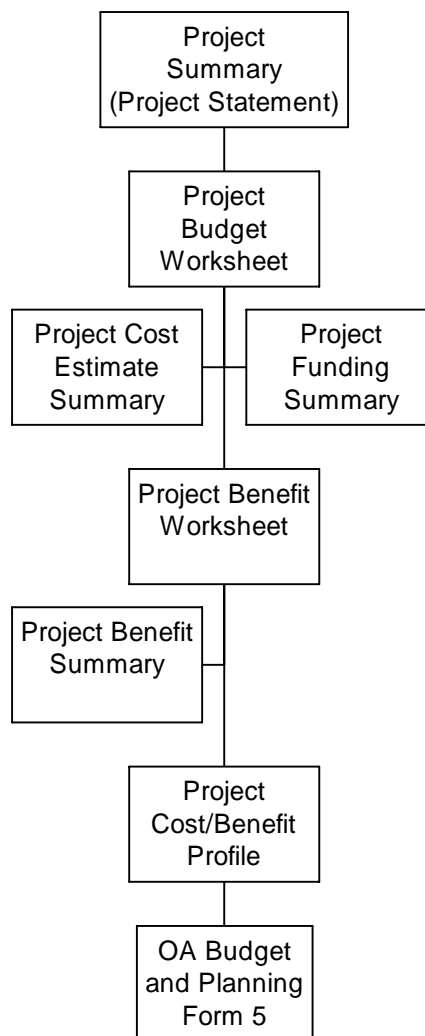 Project
Summary
(Project Statement)
Project
Budget
Worksheet
Project Cost
Estimate
Summary
Project
Funding
Summary
Project Benefit
Worksheet
Project Benefit
Summary
Project
Cost/Benefit
Profile
OA Budget
and Planning
Form 5